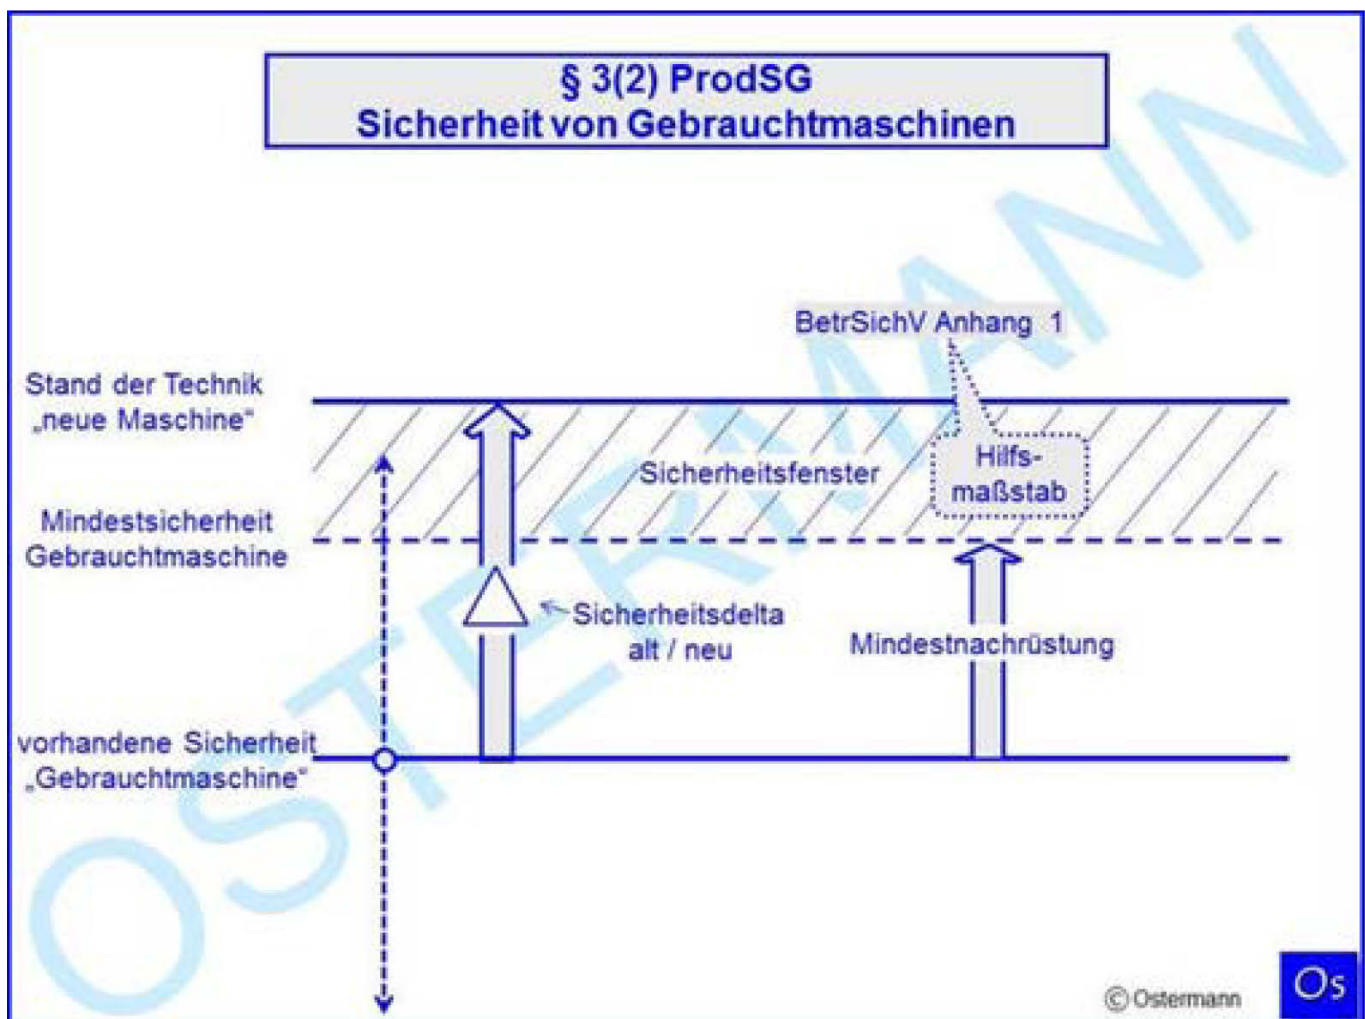 § 3(2) ProdSG
Sicherheit von Gebrauchtmaschinen
BetrSichV Anhang 1
Stand der Technik
„neue Maschine“
Hilfs-
maßstab
Sicherheitsfenster
Mindestsicherheit
Gebrauchtmaschine
Sicherheitsdelta
alt / neu
Mindestnachrüstung
vorhandene Sicherheit
„Gebrauchtmaschine“
OSTERMANN
© Ostermann
Os